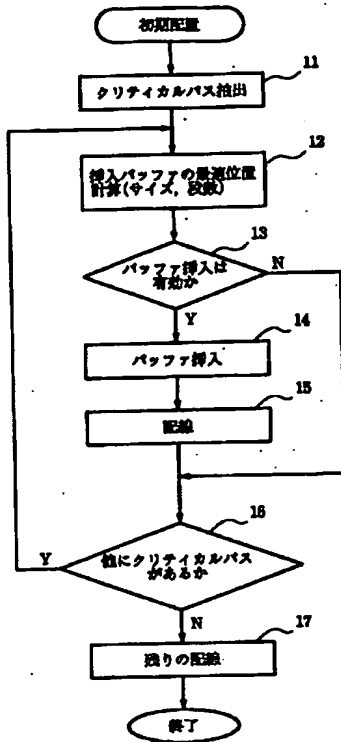 初期配置
11
クリティカルパス抽出
12
挿入バッファの最適位置
計算(サイズ, 段数)
13
バッファ挿入は
有効か
N
Y
14
バッファ挿入
15
配線
16
Y
他にクリティカルパス
があるか
N
17
残りの配線
終了